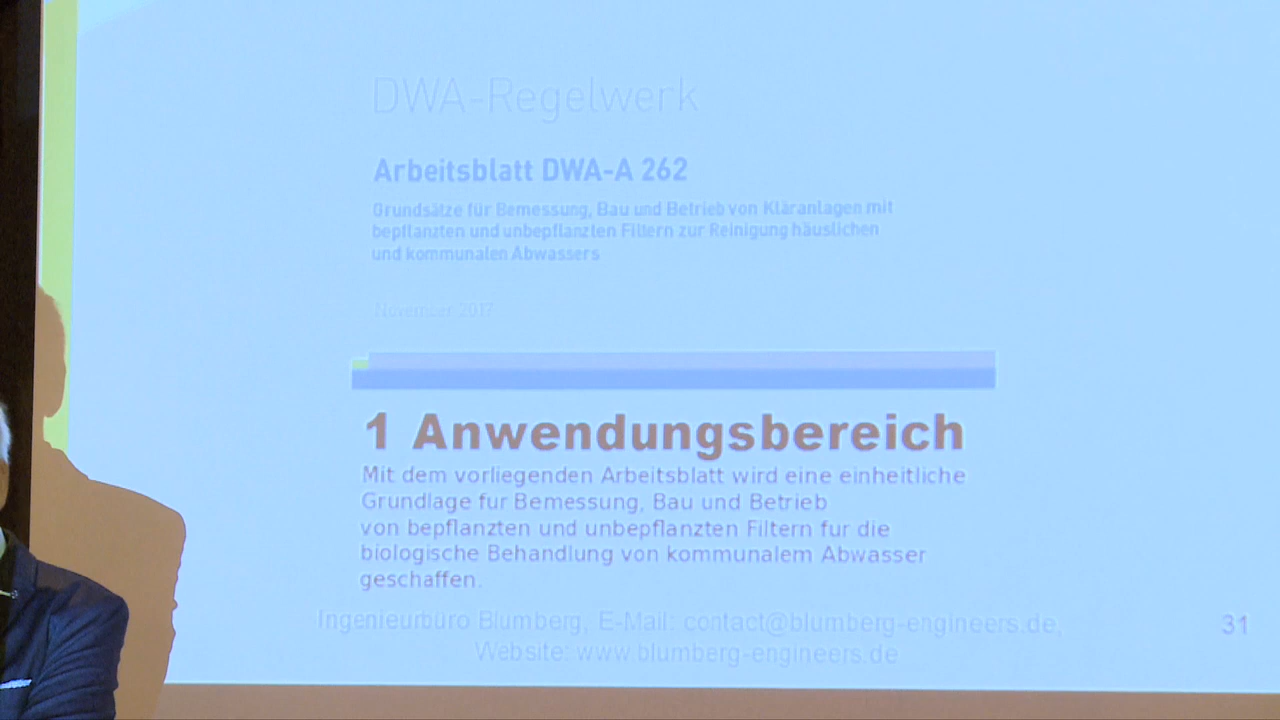 DWA-Regelwerk
Arbeitsblatt DWA-A 262
Grundsätze für Bemessung, Bau und Betrieb von Kläranlagen mit
bepflanzten und unbepflanzten Filtern zur Reinigung häuslichen
und kommunalen Abwassers
November 2017
1 Anwendungsbereich
Mit dem vorliegenden Arbeitsblatt wird eine einheitliche
Grundlage fur Bemessung, Bau und Betrieb
von bepflanzten und unbepflanzten Filtern fur die
biologische Behandlung von kommunalem Abwasser
geschaffen.
Ingenieurbüro Blumberg, E-Mail: contact@blumberg-engineers.de,
Website: www.blumberg-engineers.de
31